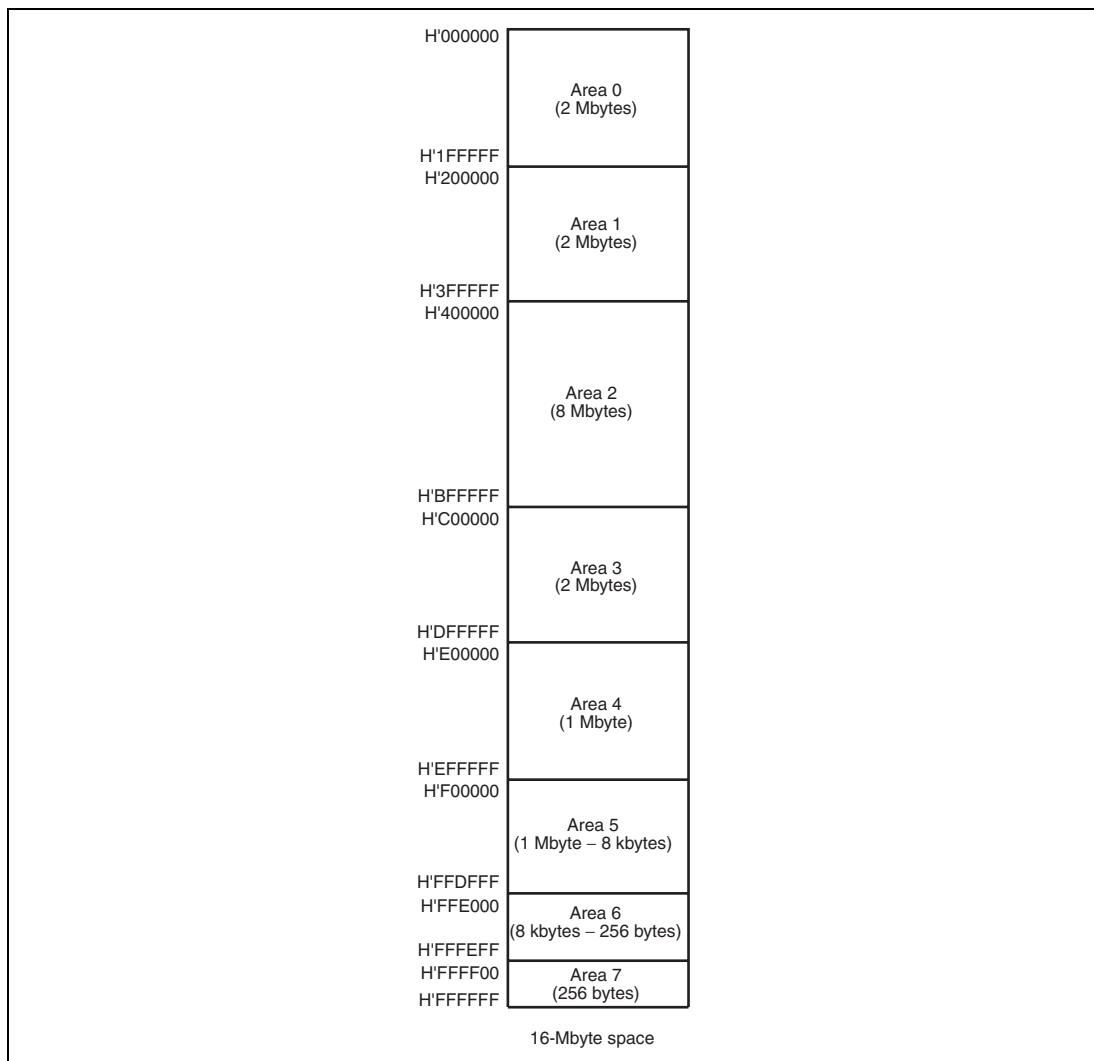 H'000000
Area 0
(2 Mbytes)
H'1FFFFF
H'200000
Area 1
(2 Mbytes)
H'3FFFFF
H'400000
Area 2
(8 Mbytes)
H'BFFFFF
H'C00000
Area 3
(2 Mbytes)
H'DFFFFF
H'E00000
Area 4
(1 Mbyte)
H'EFFFFF
H'F00000
Area 5
(1 Mbyte – 8 kbytes)
H'FFDFFF
H'FFE000
Area 6
(8 kbytes – 256 bytes)
H'FFFEFF
H'FFFF00
Area 7
(256 bytes)
H'FFFFFF
16-Mbyte space